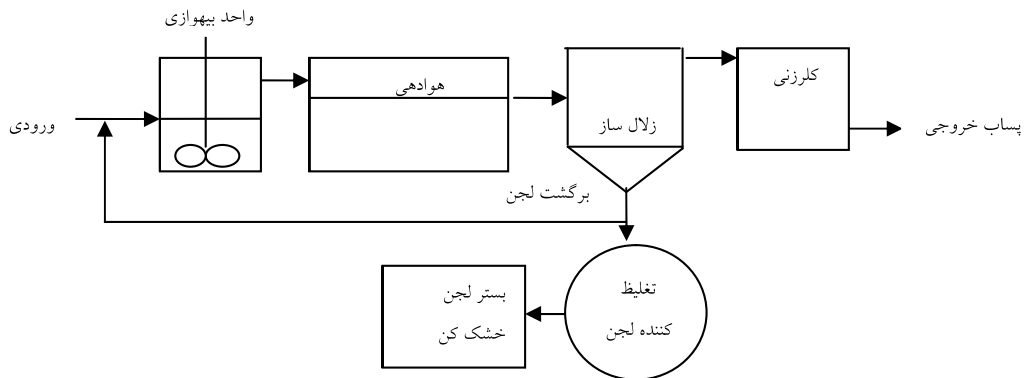 واحد بیهوازی
هوادهی
کلرزنی
ورودی
زلال ساز
پساب خروجی
برگشت لجن
تغلیظ
کننده لجن
بستر لجن
خشک کن